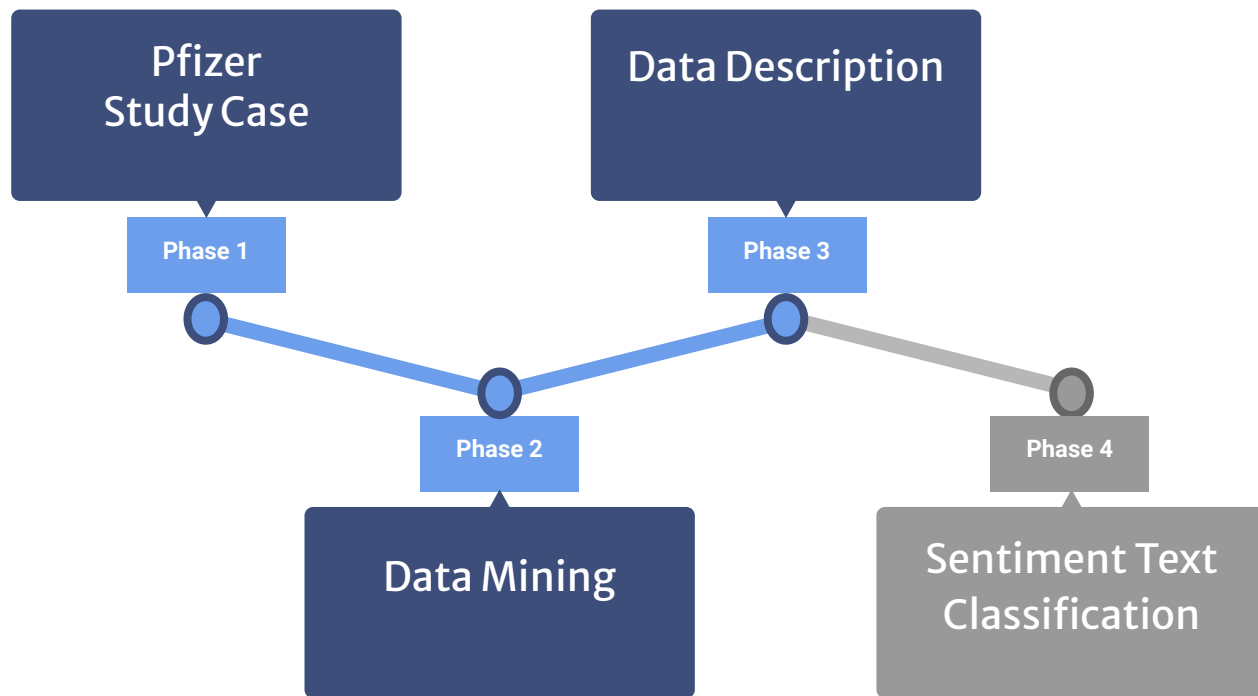 Pfizer
Study Case
Phase 1
Phase 2
Data Mining
Data Description
Phase 3
Phase 4
Sentiment Text
Classification